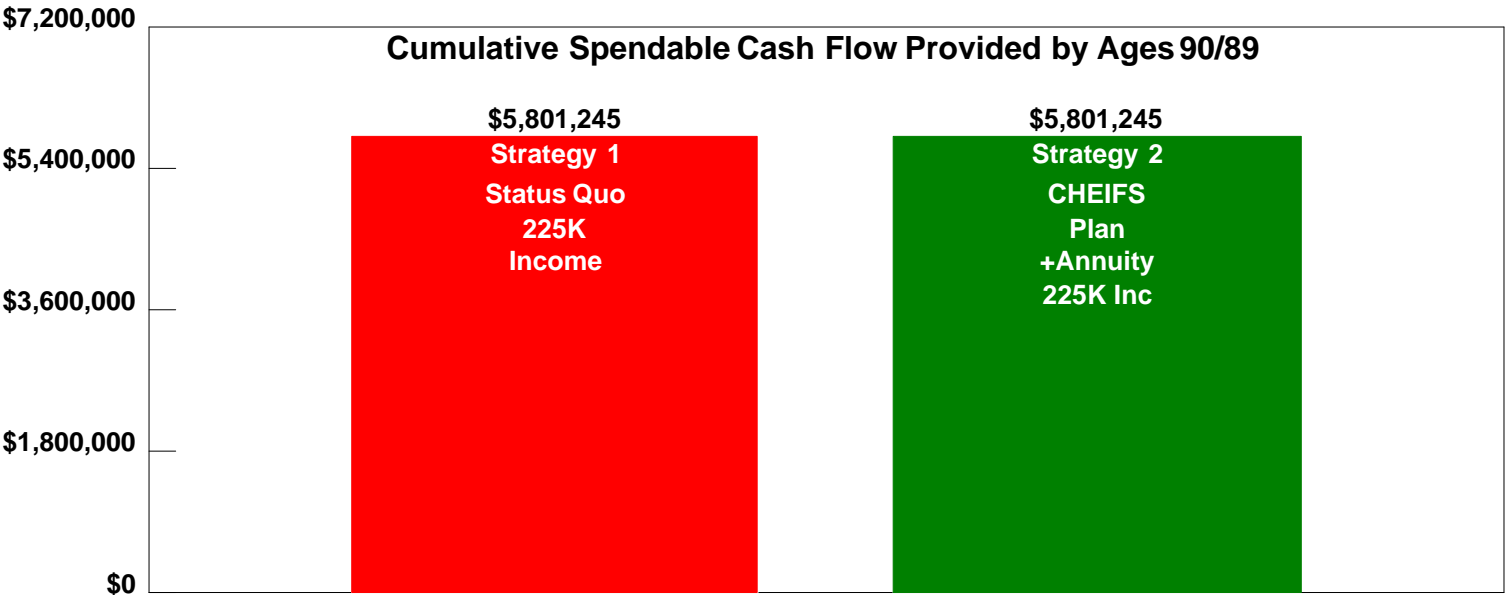 $7,200,000
Cumulative Spendable Cash Flow Provided by Ages 90/89
$5,801,245
$5,801,245
$5,400,000
Strategy 1
Status Quo
225K
Income
Strategy 2
CHEIFS
Plan
+Annuity
225K Inc
$3,600,000
$1,800,000
$0